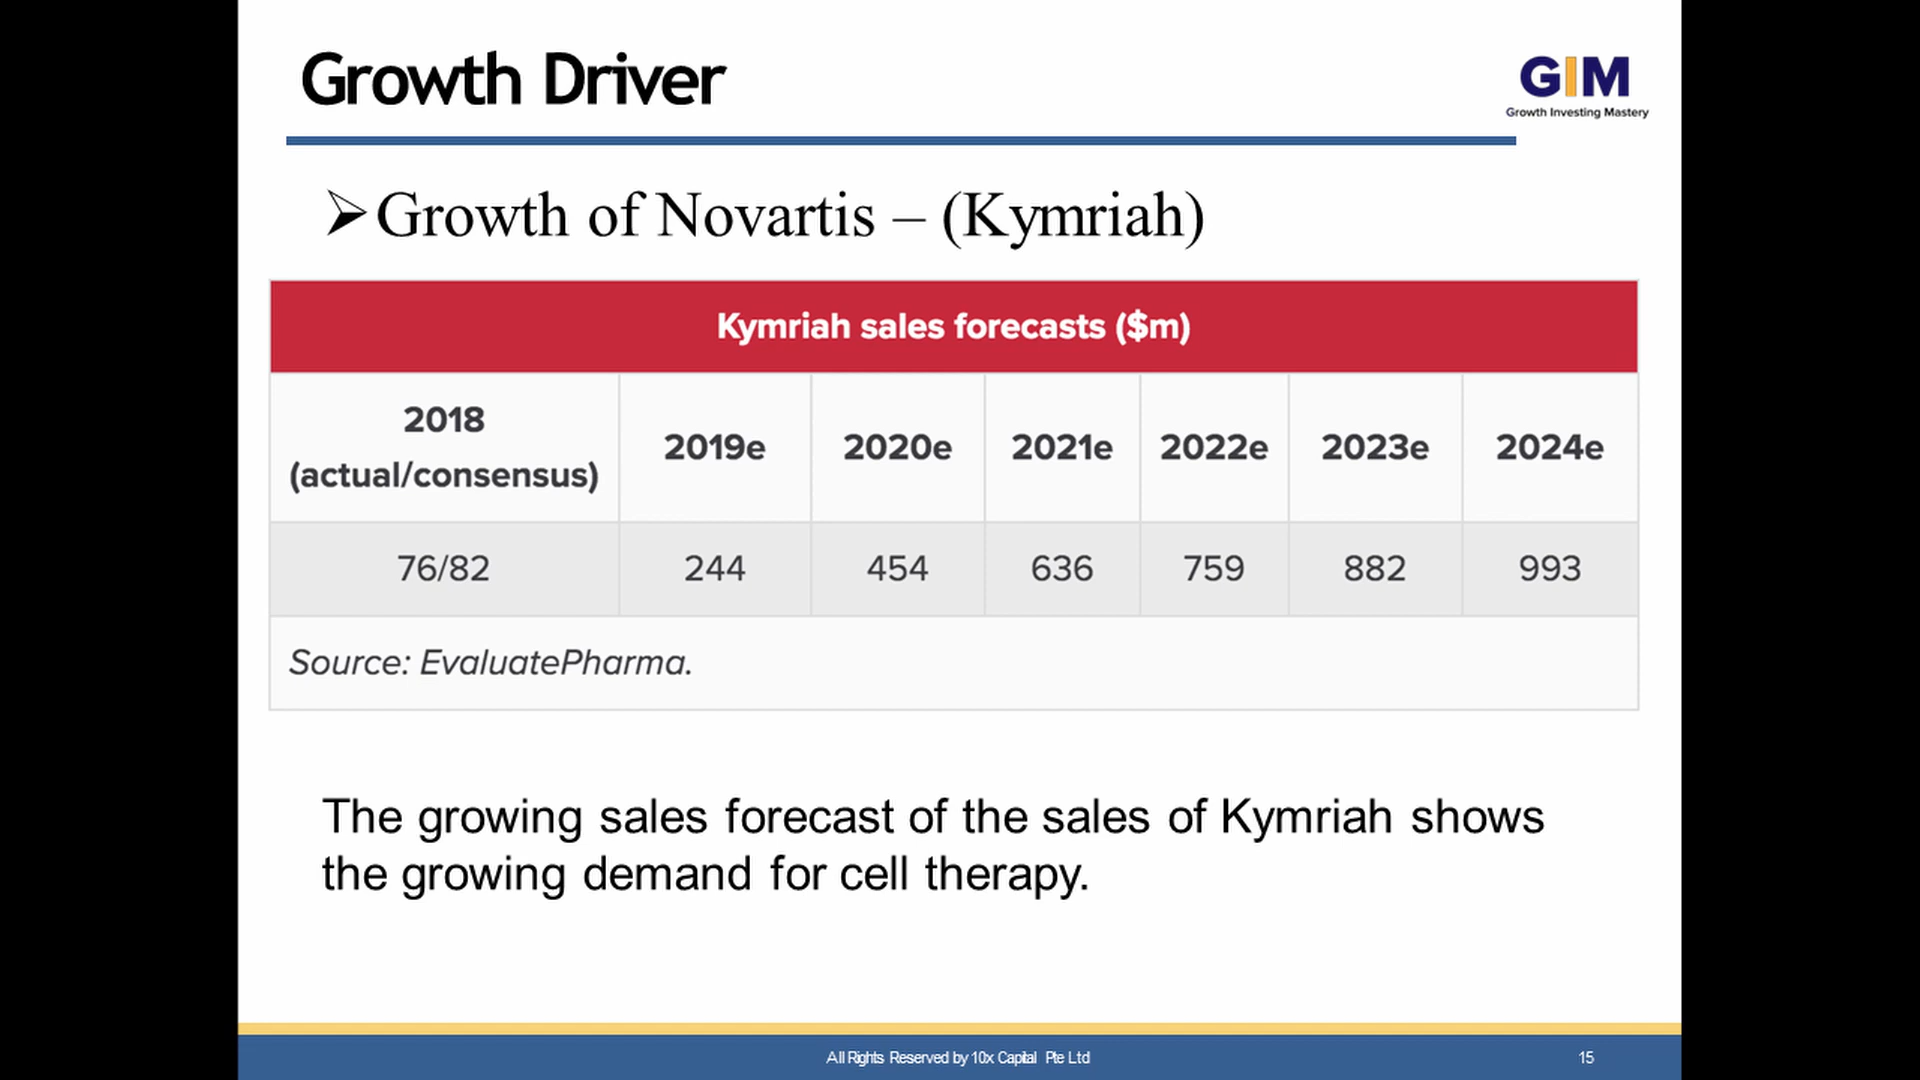 Growth Driver
GIM
Growth Investing Mastery
➢Growth of Novartis – (Kymriah)
Kymriah sales forecasts ($m)
2018 (actual/consensus) 2019e 2020e 2021e 2022e 2023e 2024e
76/82 244 454 636 759 882 993
Source: EvaluatePharma.
The growing sales forecast of the sales of Kymriah shows
the growing demand for cell therapy.
All Rights Reserved by 10x Capital Pte Ltd 15